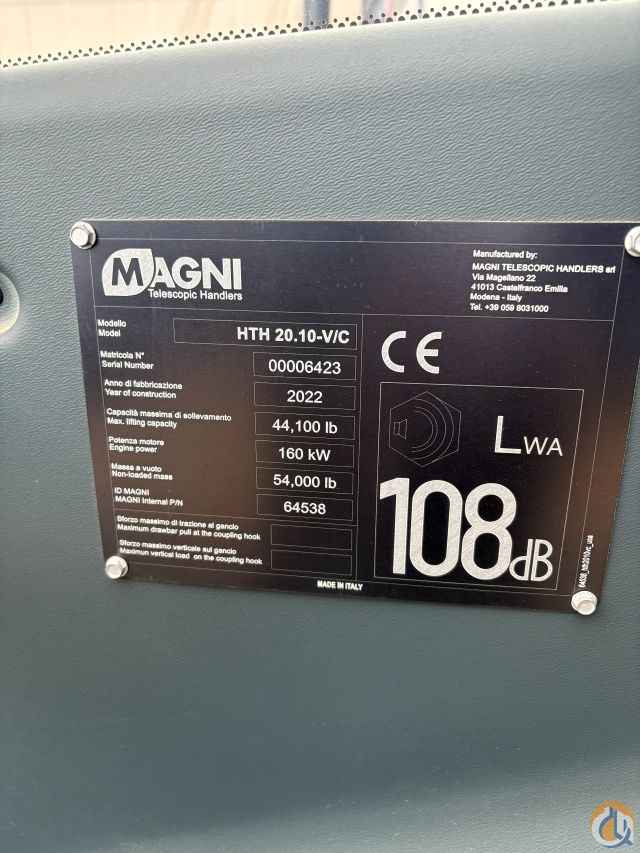 MAGNI
Telescopic Handlers
Manufactured by:
MAGNI TELESCOPIC HANDLERS srl
Via Magellano 22
41013 Castelfranco Emilia
Modena - Italy
Tel. +39 059 8031000
Modello
Model
HTH 20.10-V/C
Matricola N°
Serial Number
00006423
Anno di fabbricazione
Year of construction
2022
Capacità massima di sollevamento
Max. lifting capacity
44,100 lb
Potenza motore
Engine power
160 kW
Massa a vuoto
Non-loaded mass
54,000 lb
ID MAGNI
MAGNI Internal P/N
64538
Sforzo massimo di trazione al gancio
Maximum drawbar pull at the coupling hook
Sforzo massimo verticale sul gancio
Maximun vertical load on the coupling hook
MADE IN ITALY
CE
LWA
108dB